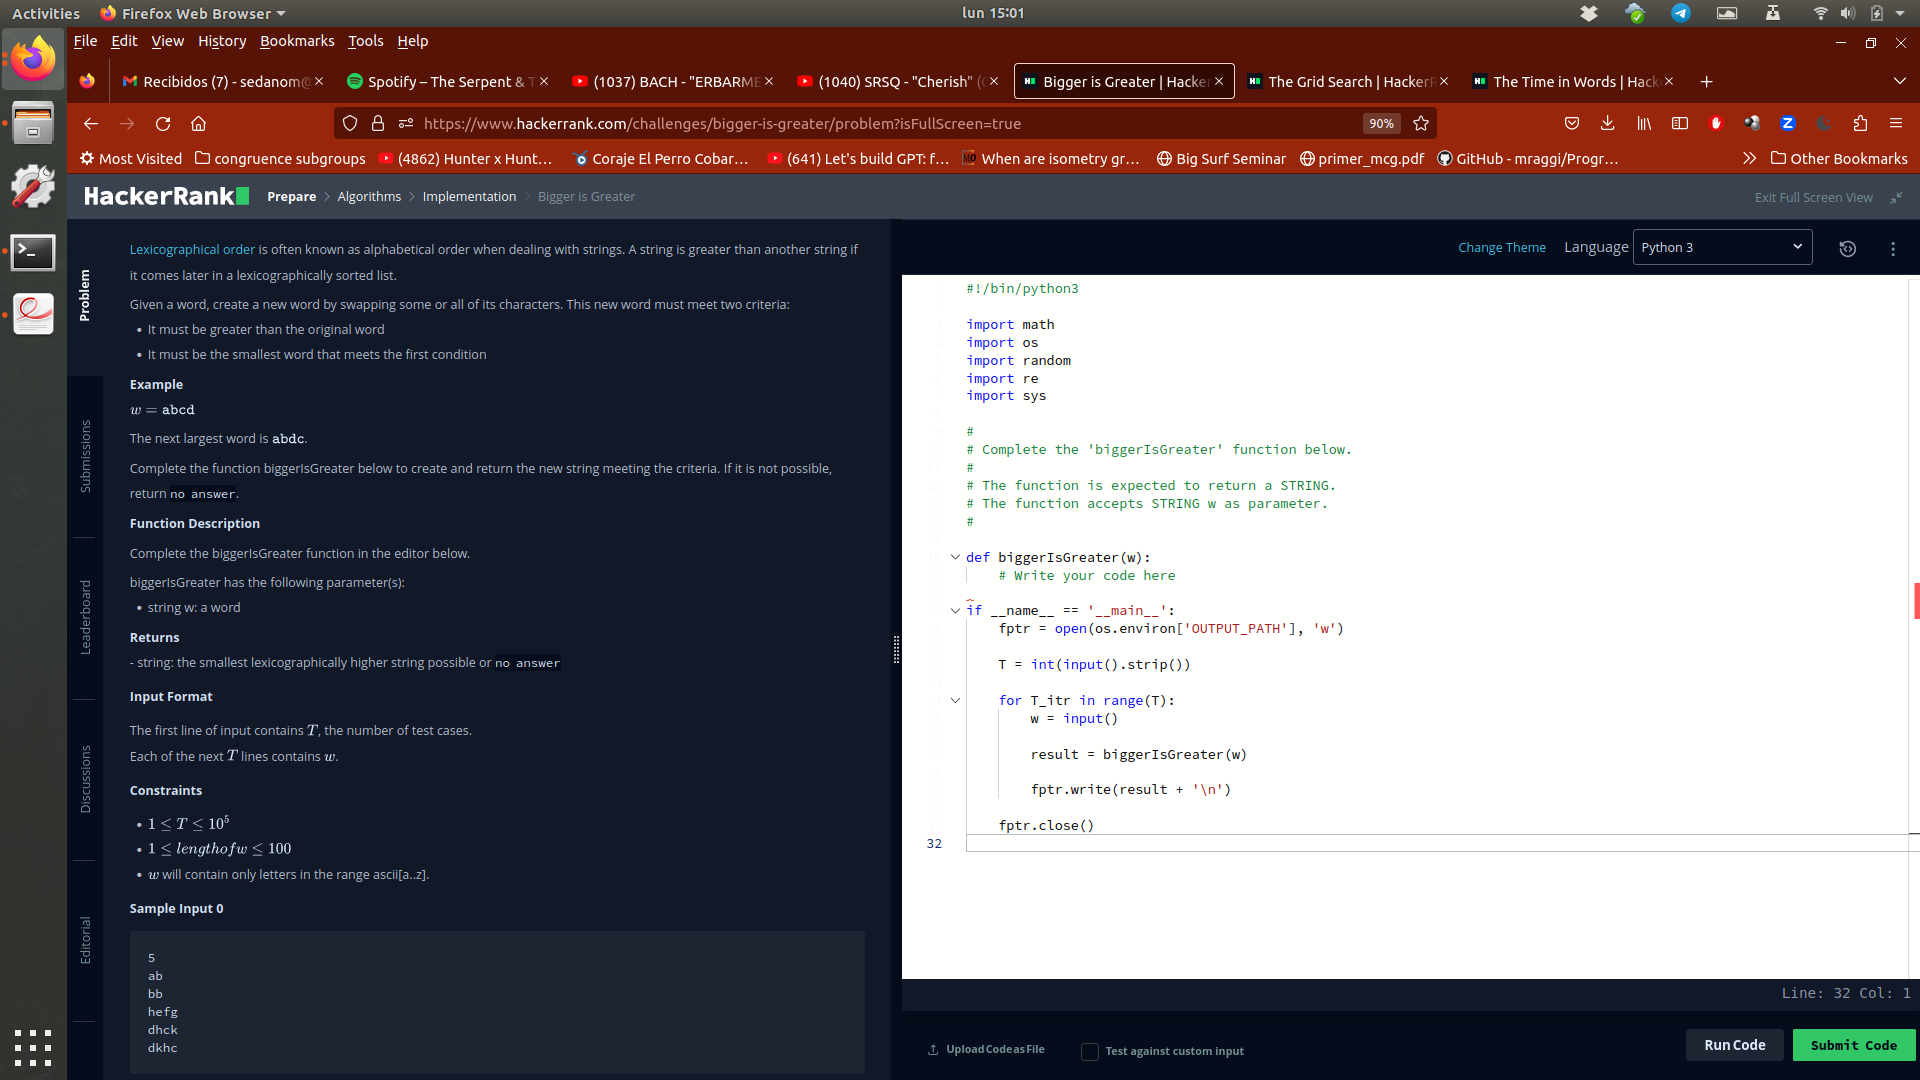 Activities Firefox Web Browser lun 15:01
File Edit View History Bookmarks Tools Help
Recibidos (7) - sedanom@ Spotify – The Serpent & T (1037) BACH - "ERBARME (1040) SRSQ - "Cherish" ( Bigger is Greater | Hacker The Grid Search | HackerR The Time in Words | Hack
https://www.hackerrank.com/challenges/bigger-is-greater/problem?isFullScreen=true 90%
Most Visited congruence subgroups (4862) Hunter x Hunt... Coraje El Perro Cobar... (641) Let's build GPT: f... When are isometry gr... Big Surf Seminar primer_mcg.pdf GitHub - mraggi/Progr... Other Bookmarks
HackerRank Prepare > Algorithms > Implementation > Bigger is Greater Exit Full Screen View
Problem
Submissions
Leaderboard
Discussions
Editorial
Lexicographical order is often known as alphabetical order when dealing with strings. A string is greater than another string if
it comes later in a lexicographically sorted list.
Given a word, create a new word by swapping some or all of its characters. This new word must meet two criteria:
• It must be greater than the original word
• It must be the smallest word that meets the first condition
Example
w = abcd
The next largest word is abdc.
Complete the function biggerIsGreater below to create and return the new string meeting the criteria. If it is not possible,
return no answer.
Function Description
Complete the biggerIsGreater function in the editor below.
biggerIsGreater has the following parameter(s):
• string w: a word
Returns
- string: the smallest lexicographically higher string possible or no answer
Input Format
The first line of input contains T, the number of test cases.
Each of the next T lines contains w.
Constraints
• 1 ≤ T ≤ 10⁵
• 1 ≤ lengthofw ≤ 100
• w will contain only letters in the range ascii[a..z].
Sample Input 0
5
ab
bb
hefg
dhck
dkhc
Change Theme Language Python 3
#!/bin/python3
import math
import os
import random
import re
import sys
#
# Complete the 'biggerIsGreater' function below.
#
# The function is expected to return a STRING.
# The function accepts STRING w as parameter.
#
def biggerIsGreater(w):
    # Write your code here
if __name__ == '__main__':
    fptr = open(os.environ['OUTPUT_PATH'], 'w')
    T = int(input().strip())
    for T_itr in range(T):
        w = input()
        result = biggerIsGreater(w)
        fptr.write(result + '\n')
    fptr.close()
32
Line: 32 Col: 1
Upload Code as File Test against custom input Run Code Submit Code